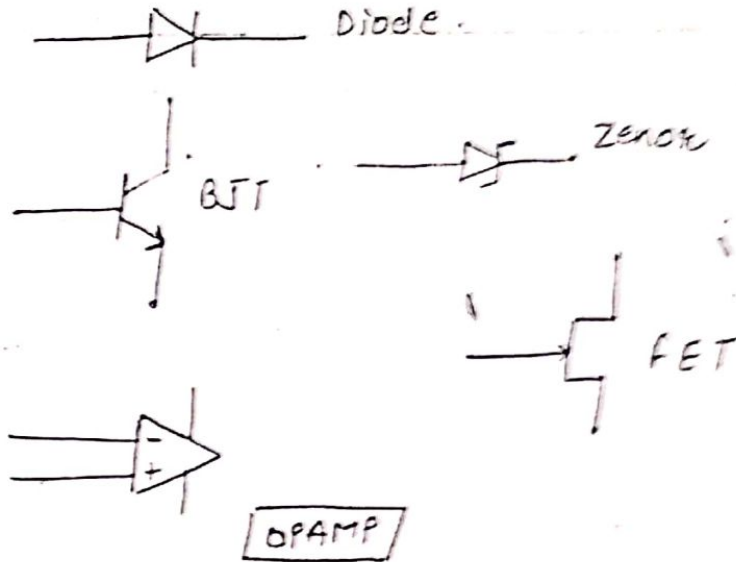 Diode.
Zenor
BJT
FET
-
+
OPAMP